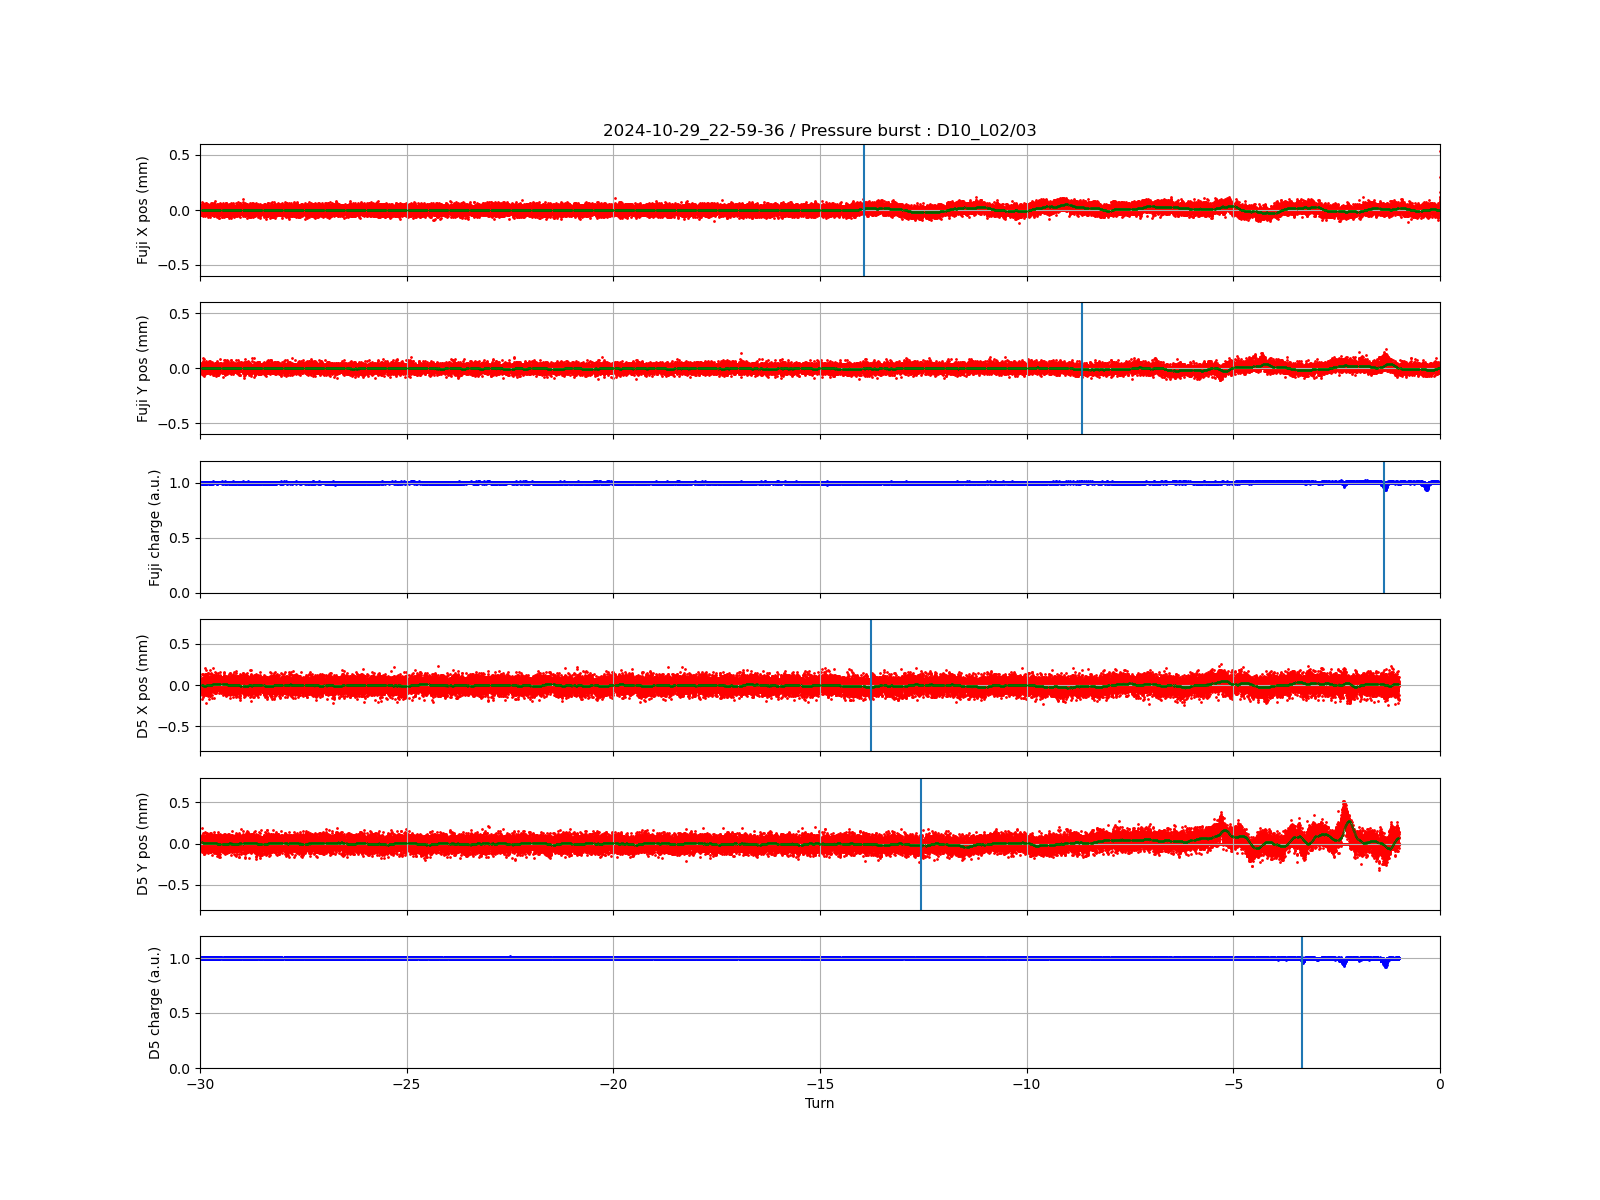 2024-10-29_22-59-36 / Pressure burst : D10_L02/03
Fuji X pos (mm)
0.5
0.0
−0.5
Fuji Y pos (mm)
0.5
0.0
−0.5
Fuji charge (a.u.)
1.0
0.5
0.0
D5 X pos (mm)
0.5
0.0
−0.5
D5 Y pos (mm)
0.5
0.0
−0.5
D5 charge (a.u.)
1.0
0.5
0.0
−30 −25 −20 −15 −10 −5 0
Turn